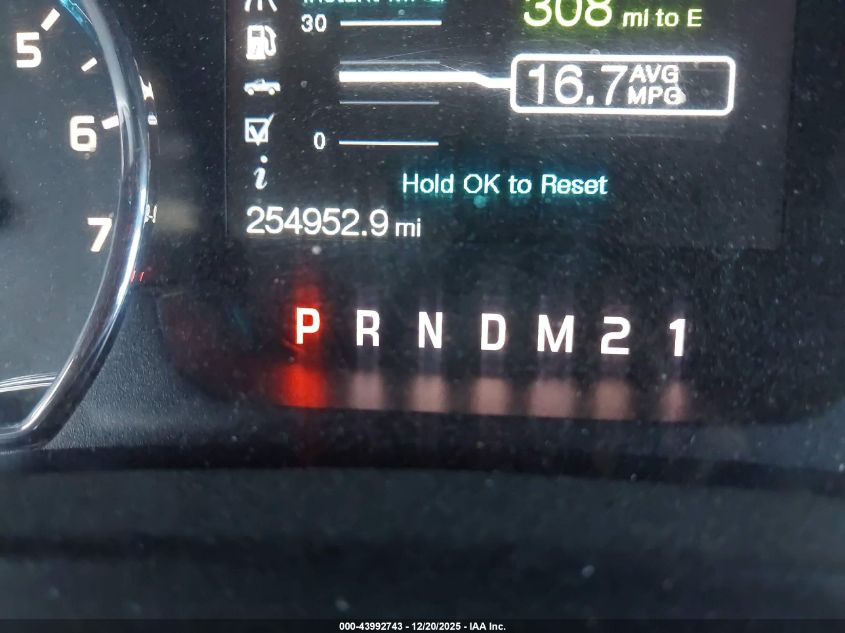 308 mi to E
30
16.7 AVG MPG
0
Hold OK to Reset
254952.9 mi
5
6
7
P R N D M 2 1
000-43992743 - 12/20/2025 - IAA Inc.